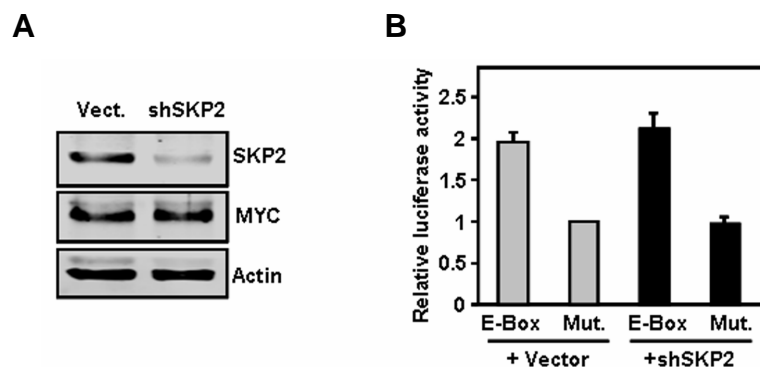 A
Vect. shSKP2
SKP2
MYC
Actin
B
Relative luciferase activity
2.5
2
1.5
1
0.5
0
E-Box Mut. E-Box Mut.
+ Vector +shSKP2